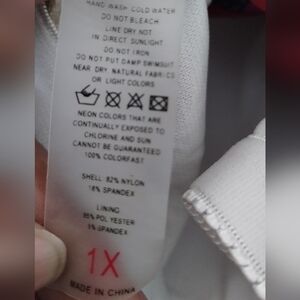 HAND WASH COLD WATER
DO NOT BLEACH
LINE DRY NOT
IN DIRECT SUNLIGHT
DO NOT IRON
DO NOT PUT DAMP SWIMSUIT
NEAR DRY NATURAL FABRICS
OR LIGHT COLORS
NEON COLORS THAT ARE
CONTINUALLY EXPOSED TO
CHLORINE AND SUN
CANNOT BE GUARANTEED
100% COLORFAST
SHELL: 82% NYLON
18% SPANDEX
LINING
95% POLYESTER
5% SPANDEX
1X
MADE IN CHINA